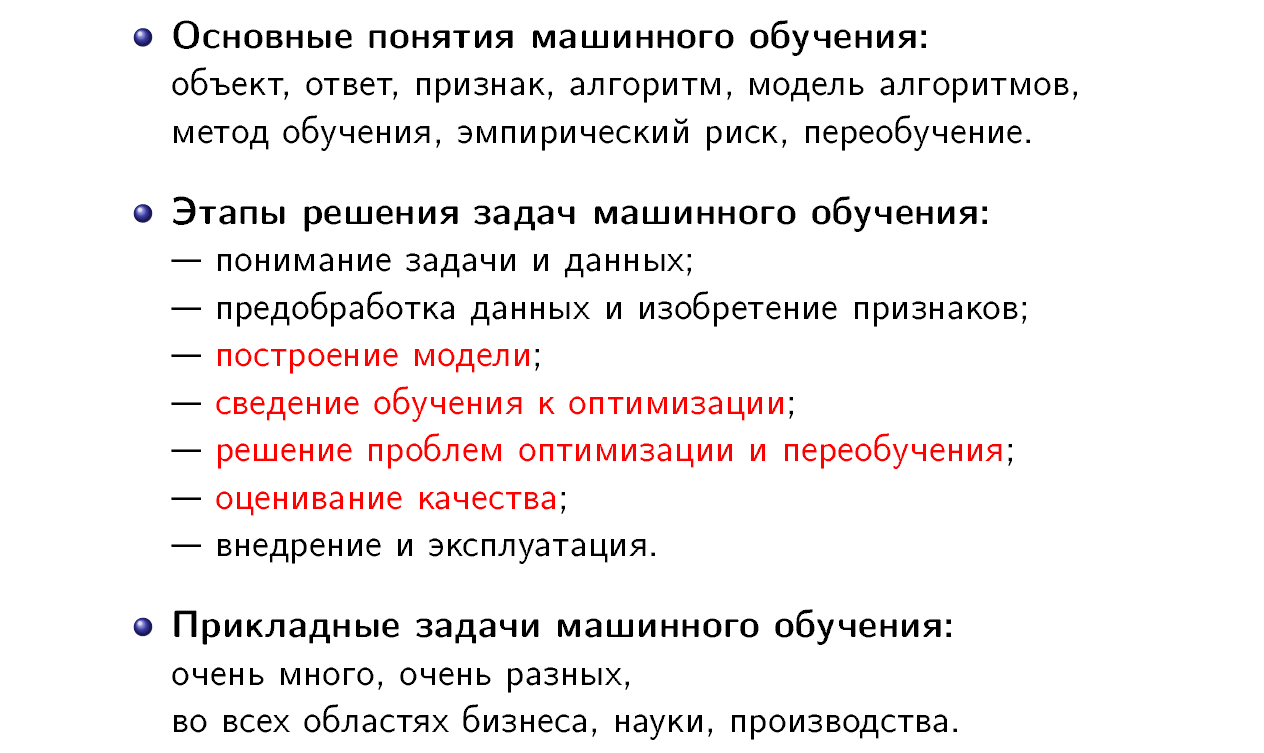 Основные понятия машинного обучения:
объект, ответ, признак, алгоритм, модель алгоритмов,
метод обучения, эмпирический риск, переобучение.
Этапы решения задач машинного обучения:
— понимание задачи и данных;
— предобработка данных и изобретение признаков;
— построение модели;
— сведение обучения к оптимизации;
— решение проблем оптимизации и переобучения;
— оценивание качества;
— внедрение и эксплуатация.
Прикладные задачи машинного обучения:
очень много, очень разных,
во всех областях бизнеса, науки, производства.